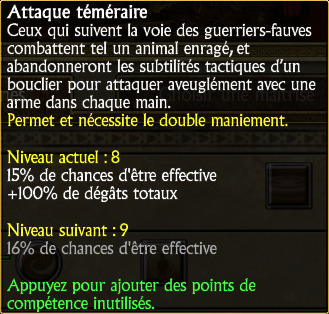 Attaque téméraire
Ceux qui suivent la voie des guerriers-fauves
combattent tel un animal enragé, et
abandonneront les subtilités tactiques d'un
bouclier pour attaquer aveuglément avec une
arme dans chaque main.
Permet et nécessite le double maniement.
Niveau actuel : 8
15% de chances d'être effective
+100% de dégâts totaux
Niveau suivant : 9
16% de chances d'être effective
Appuyez pour ajouter des points de
compétence inutilisés.